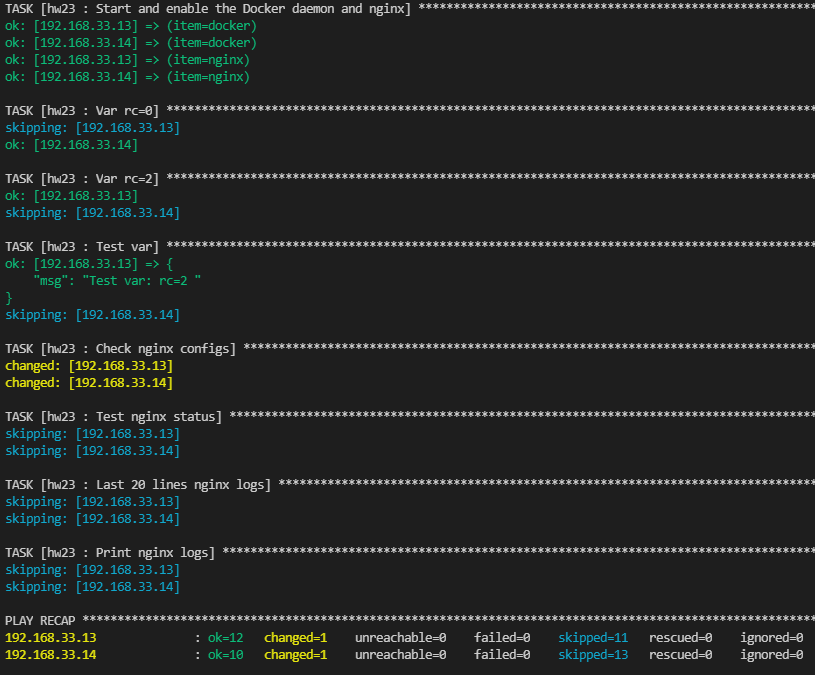 TASK [hw23 : Start and enable the Docker daemon and nginx] *********************************************************
ok: [192.168.33.13] => (item=docker)
ok: [192.168.33.14] => (item=docker)
ok: [192.168.33.13] => (item=nginx)
ok: [192.168.33.14] => (item=nginx)
TASK [hw23 : Var rc=0] *********************************************************************************************
skipping: [192.168.33.13]
ok: [192.168.33.14]
TASK [hw23 : Var rc=2] *********************************************************************************************
ok: [192.168.33.13]
skipping: [192.168.33.14]
TASK [hw23 : Test var] *********************************************************************************************
ok: [192.168.33.13] => {
    "msg": "Test var: rc=2 "
}
skipping: [192.168.33.14]
TASK [hw23 : Check nginx configs] **********************************************************************************
changed: [192.168.33.13]
changed: [192.168.33.14]
TASK [hw23 : Test nginx status] ************************************************************************************
skipping: [192.168.33.13]
skipping: [192.168.33.14]
TASK [hw23 : Last 20 lines nginx logs] *****************************************************************************
skipping: [192.168.33.13]
skipping: [192.168.33.14]
TASK [hw23 : Print nginx logs] *************************************************************************************
skipping: [192.168.33.13]
skipping: [192.168.33.14]
PLAY RECAP *********************************************************************************************************
192.168.33.13              : ok=12   changed=1    unreachable=0    failed=0    skipped=11   rescued=0    ignored=0
192.168.33.14              : ok=10   changed=1    unreachable=0    failed=0    skipped=13   rescued=0    ignored=0